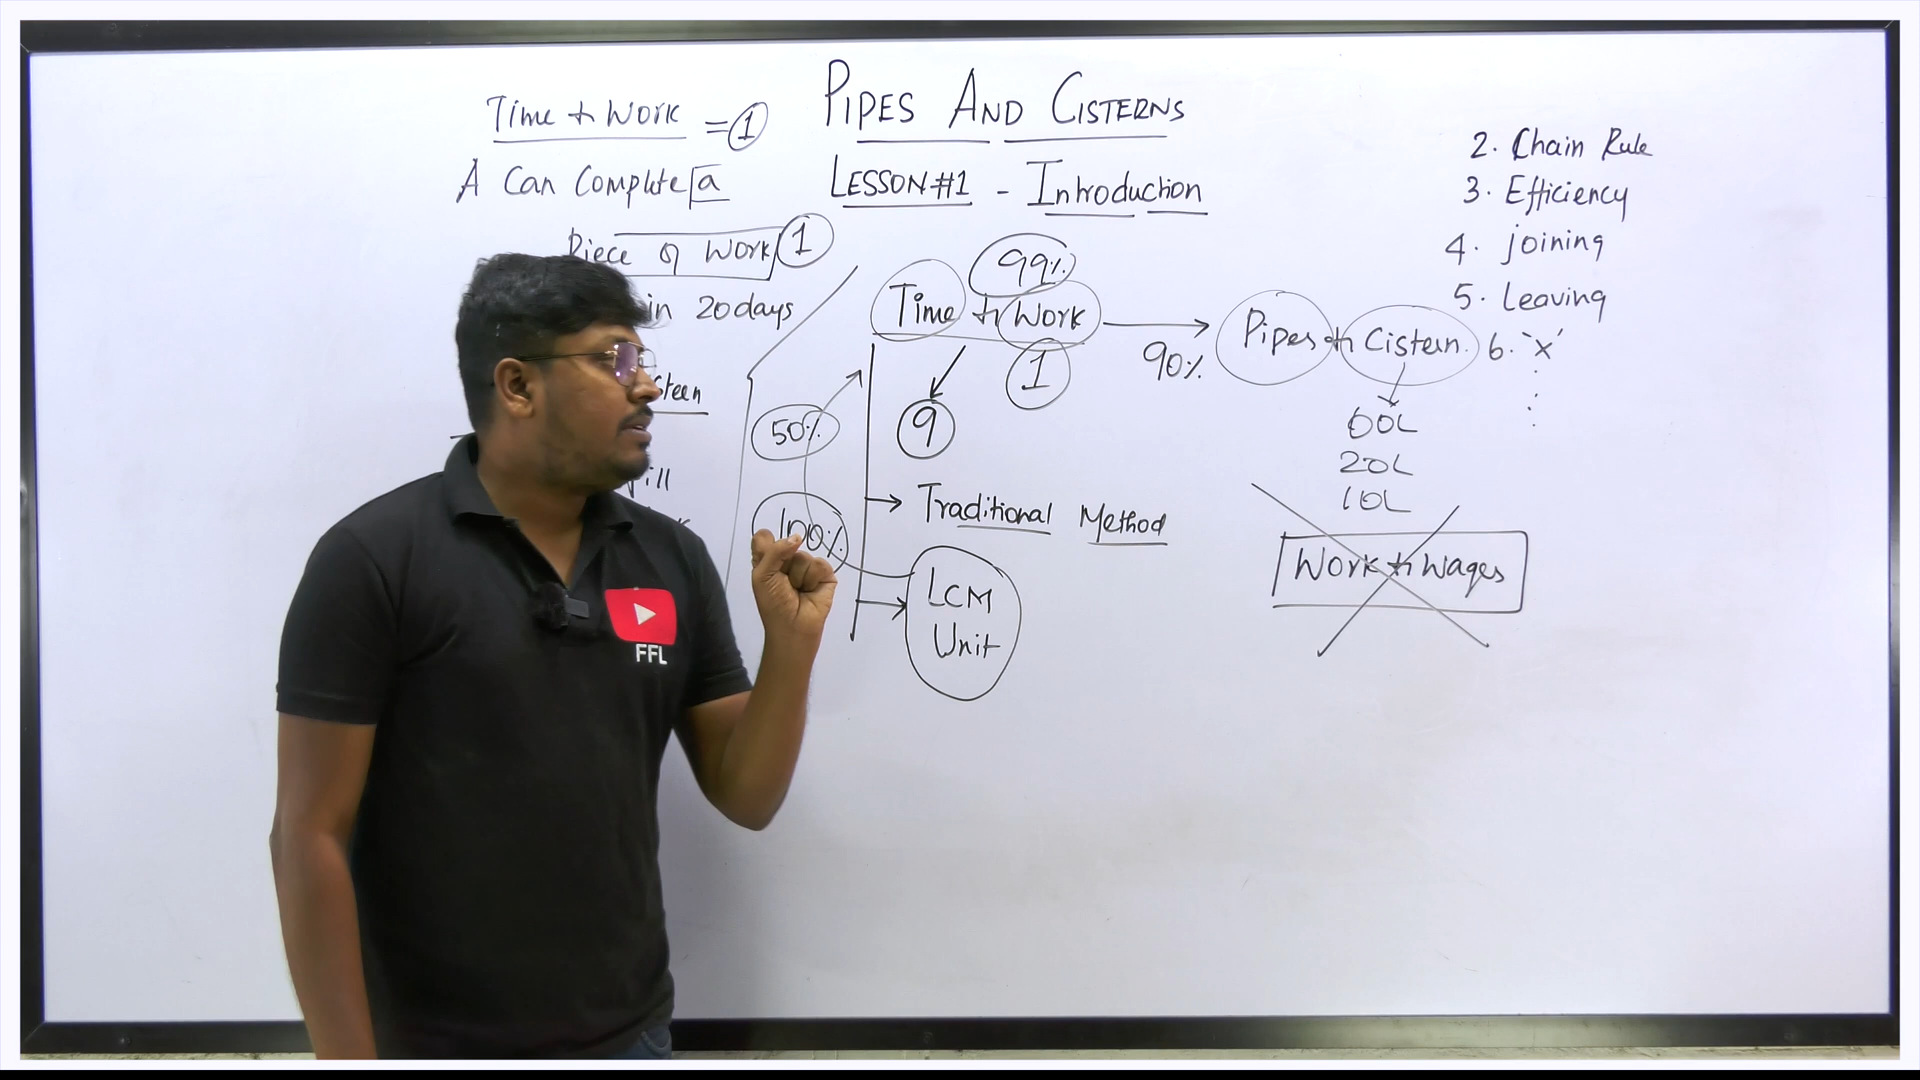 PIPES AND CISTERNS
LESSON #1 - Introduction
Time & Work = 1
A Can Complete a
Piece of Work 1
in 20 days
fill
99%
Time & Work
1
9
50%
100%
Traditional Method
LCM
Unit
90%
Pipes & Cistern.
60L
20L
10L
Work & Wages
2. Chain Rule
3. Efficiency
4. joining
5. Leaving
6. 'x'
FFL